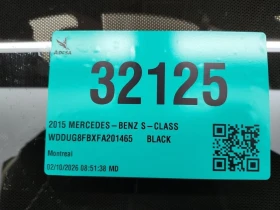 ADESA
32125
2015 MERCEDES-BENZ S-CLASS
WDDUG8FBXFA201465 BLACK
Montreal
02/10/2026 08:51:38 MD